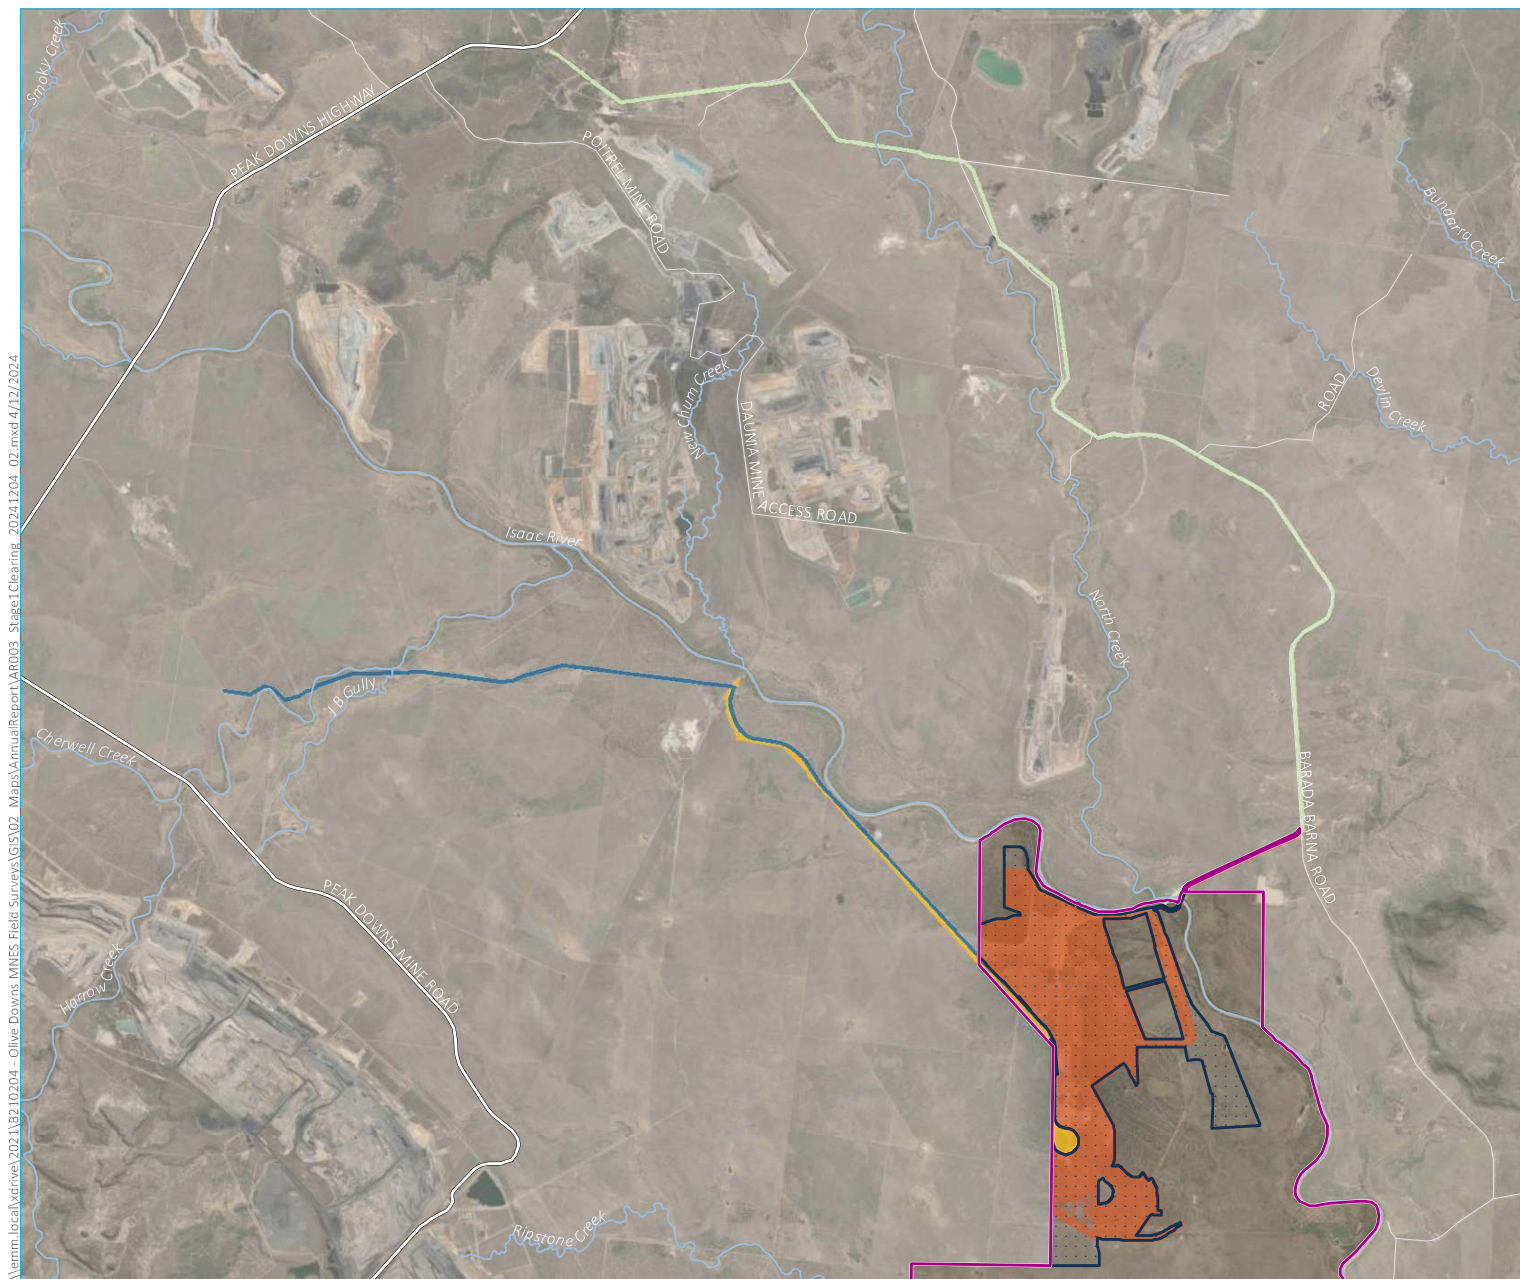 Smoky Creek
PEAK DOWNS HIGHWAY
POITREL MINE ROAD
Bundarra Creek
New Chum Creek
DAUNIA MINE ACCESS ROAD
ROAD
Devlin Creek
Isaac River
North Creek
J B Gully
Cherwell Creek
BARADA BARNA ROAD
PEAK DOWNS MINE ROAD
Harrow Creek
Ripstone Creek
\\emm.local\xdrive\2021\B210204 - Olive Downs MNES Field Surveys\GIS\02_Maps\AnnualReport\AR003_Stage1Clearing_20241204_02.mxd 4/12/2024